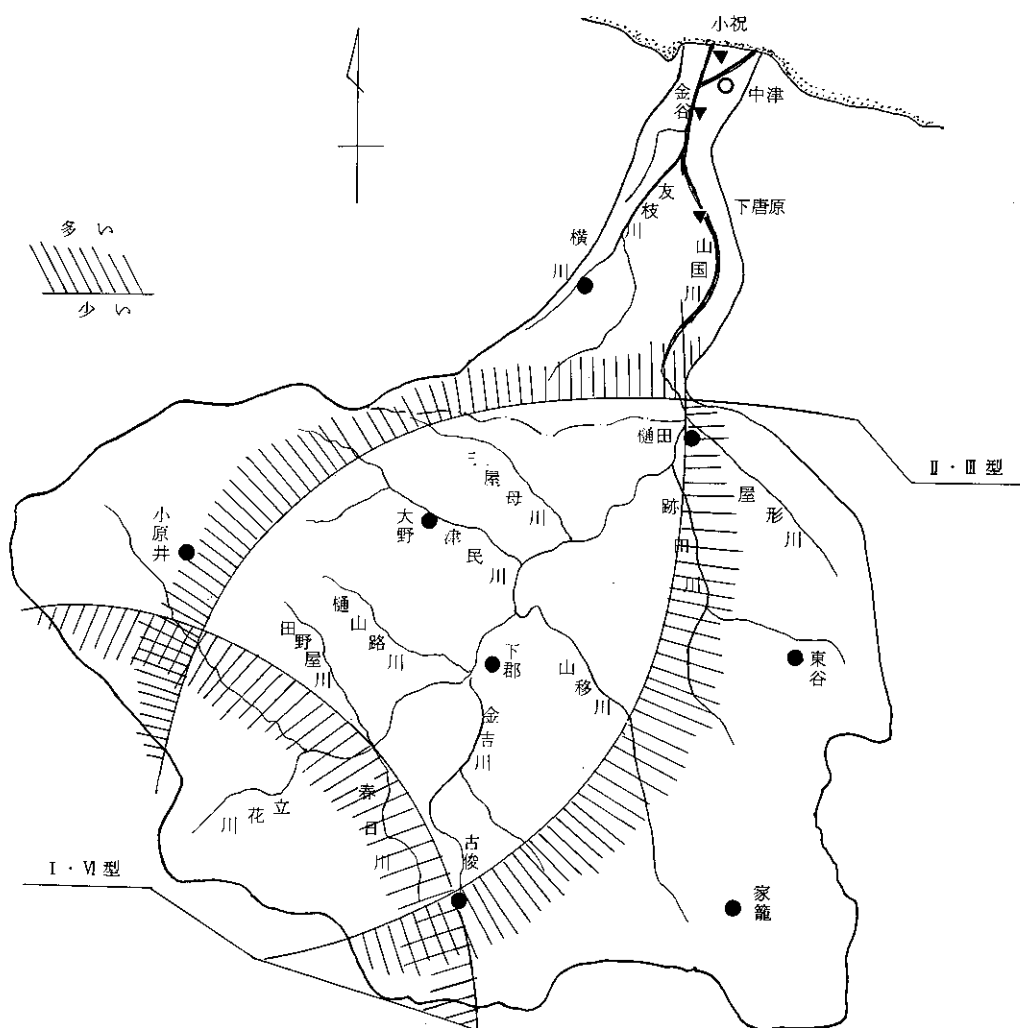 小祝
中津
金谷
下唐原
友枝川
横川
山国川
多い
少い
樋田
Ⅱ・Ⅲ型
屋形川
跡田川
三尾母川
大野
津民川
小原井
樋山路川
田野尾川
下郡
山移川
東谷
金吉川
立花川
春日川
古後
Ⅰ・Ⅵ型
家籠